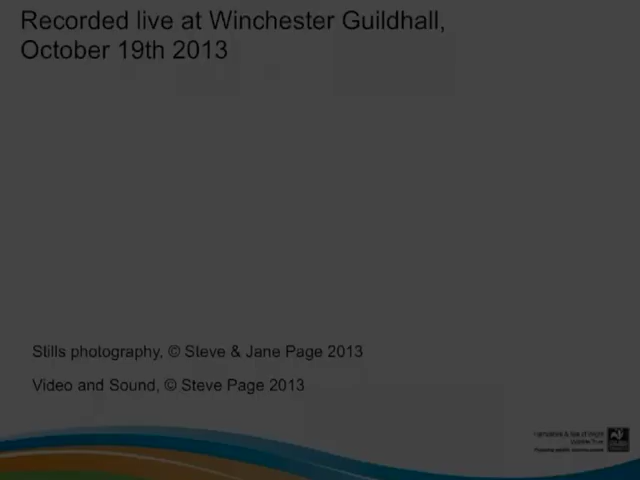 Recorded live at Winchester Guildhall,
October 19th 2013
Stills photography, © Steve & Jane Page 2013
Video and Sound, © Steve Page 2013